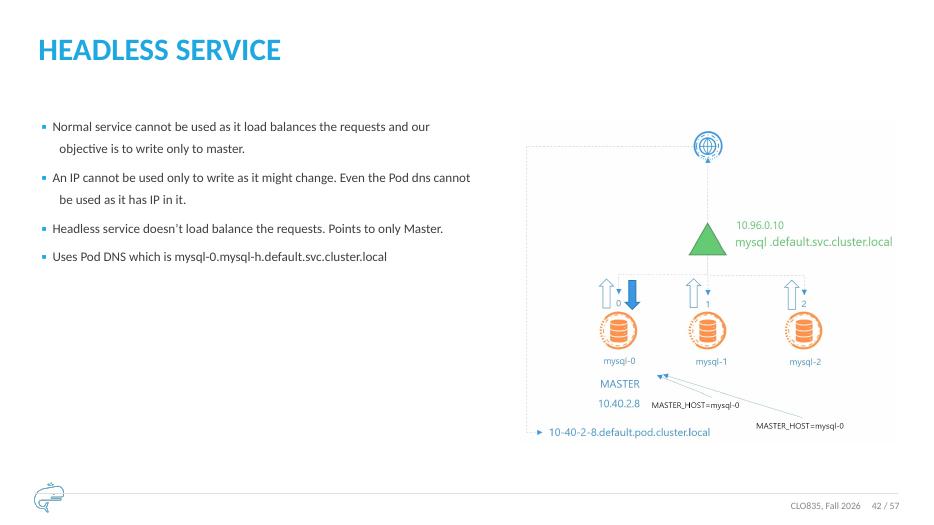 HEADLESS SERVICE
Normal service cannot be used as it load balances the requests and our
objective is to write only to master.
An IP cannot be used only to write as it might change. Even the Pod dns cannot
be used as it has IP in it.
Headless service doesn’t load balance the requests. Points to only Master.
Uses Pod DNS which is mysql-0.mysql-h.default.svc.cluster.local
10.96.0.10
mysql .default.svc.cluster.local
0 1 2
mysql-0 mysql-1 mysql-2
MASTER
10.40.2.8 MASTER_HOST=mysql-0
MASTER_HOST=mysql-0
10-40-2-8.default.pod.cluster.local
CLO835, Fall 2026 42 / 57